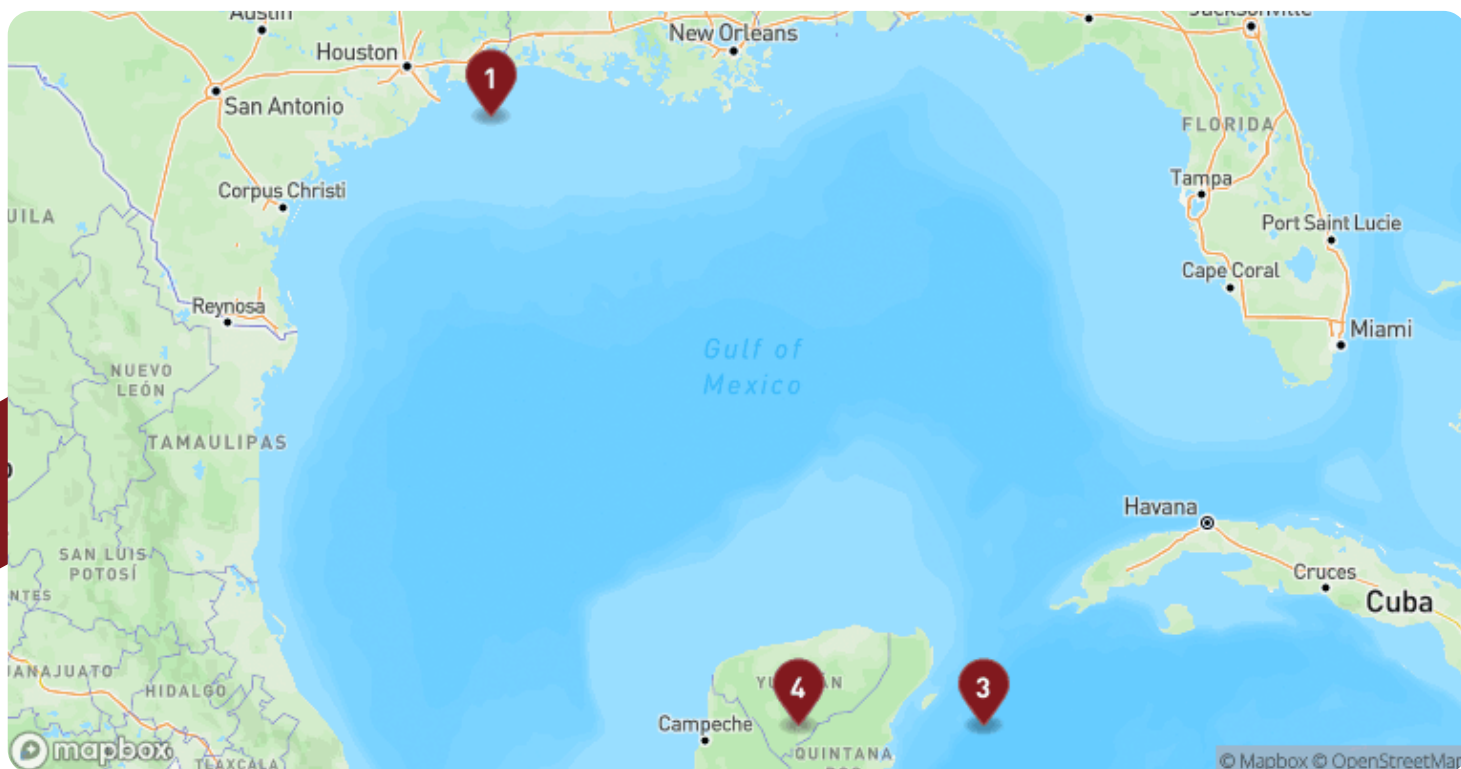 Austin
Jacksonville
New Orleans
Houston
1
San Antonio
FLORIDA
Tampa
Corpus Christi
UILA
Port Saint Lucie
Cape Coral
Reynosa
Miami
Gulf of
Mexico
NUEVO
LEÓN
TAMAULIPAS
Havana
SAN LUIS
POTOSÍ
Cruces
NTES
Cuba
JANAJUATO
HIDALGO
4
3
Campeche
QUINTANA
mapbox
TLAXCALA
© Mapbox © OpenStreetMap